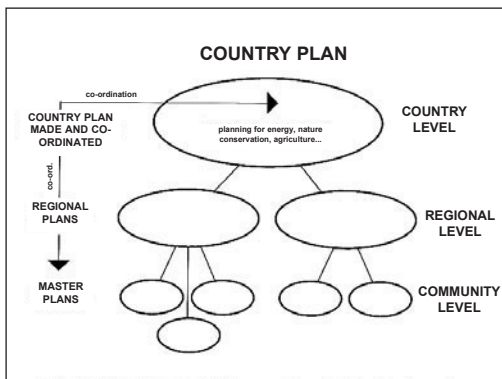 COUNTRY PLAN
co-ordination
COUNTRY PLAN
MADE AND CO-
ORDINATED
planning for energy, nature
conservation, agriculture...
COUNTRY
LEVEL
co-ord.
REGIONAL
PLANS
REGIONAL
LEVEL
MASTER
PLANS
COMMUNITY
LEVEL